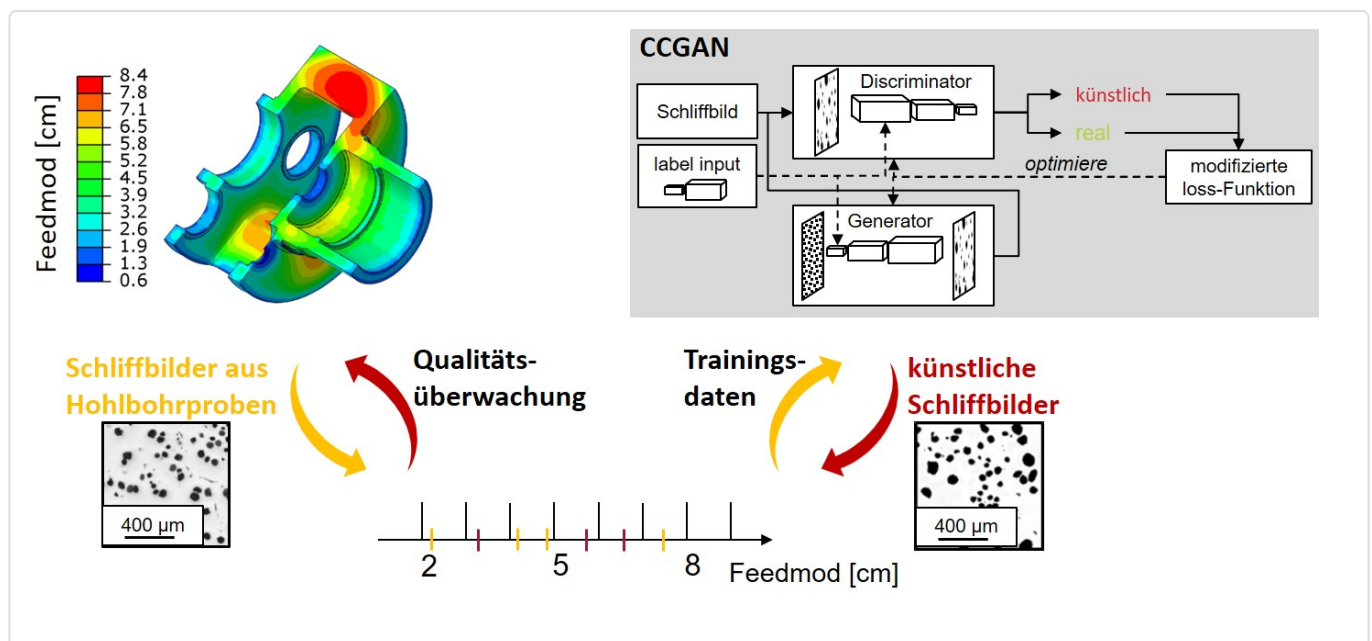 Feedmod [cm]
8.4
7.8
7.1
6.5
5.8
5.2
4.5
3.9
3.2
2.6
1.9
1.3
0.6
CCGAN
Schliffbild
label input
Discriminator
künstlich
real
optimiere
modifizierte
loss-Funktion
Generator
Schliffbilder aus
Hohlbohrproben
400 µm
Qualitäts-
überwachung
Trainings-
daten
künstliche
Schliffbilder
400 µm
2 5 8
Feedmod [cm]